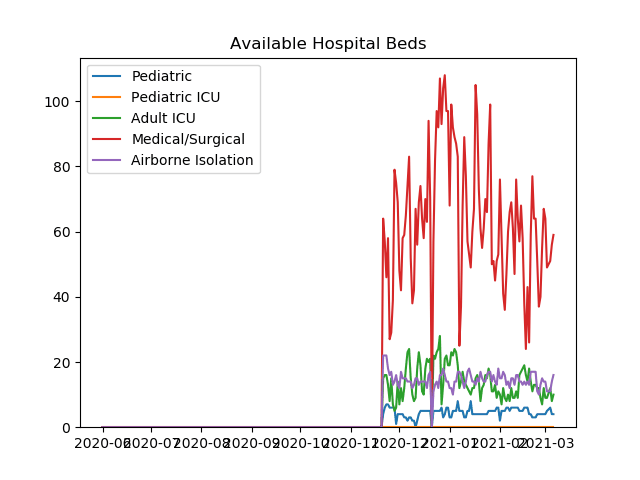 Available Hospital Beds
Pediatric
Pediatric ICU
Adult ICU
Medical/Surgical
Airborne Isolation
100
80
60
40
20
0
2020-06 2020-07 2020-08 2020-09 2020-10 2020-11 2020-12 2021-01 2021-02 2021-03